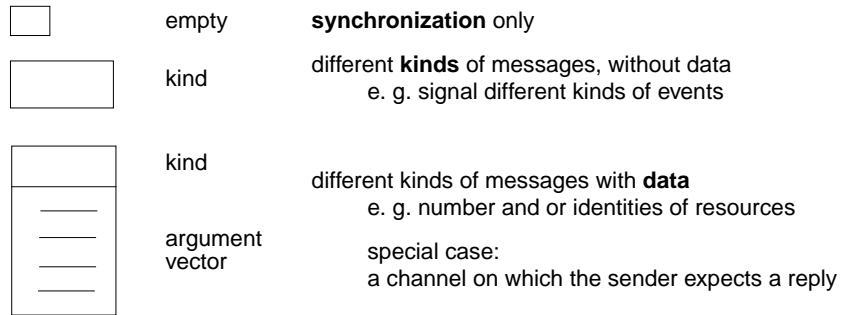 empty synchronization only
kind different kinds of messages, without data
e. g. signal different kinds of events
kind
different kinds of messages with data
e. g. number and or identities of resources
argument
vector
special case:
a channel on which the sender expects a reply